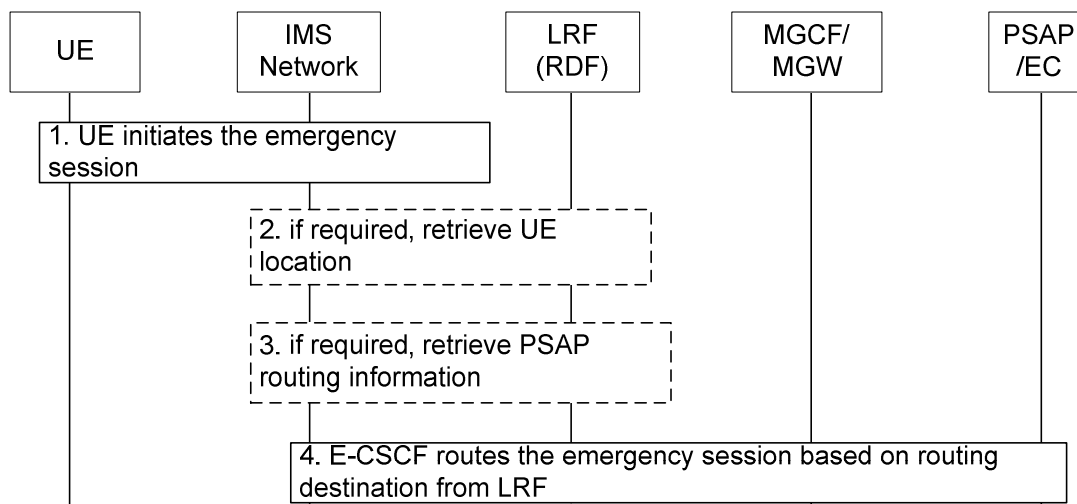 UE
IMS
Network
LRF
(RDF)
MGCF/
MGW
PSAP
/EC
1. UE initiates the emergency
session
2. if required, retrieve UE
location
3. if required, retrieve PSAP
routing information
4. E-CSCF routes the emergency session based on routing
destination from LRF